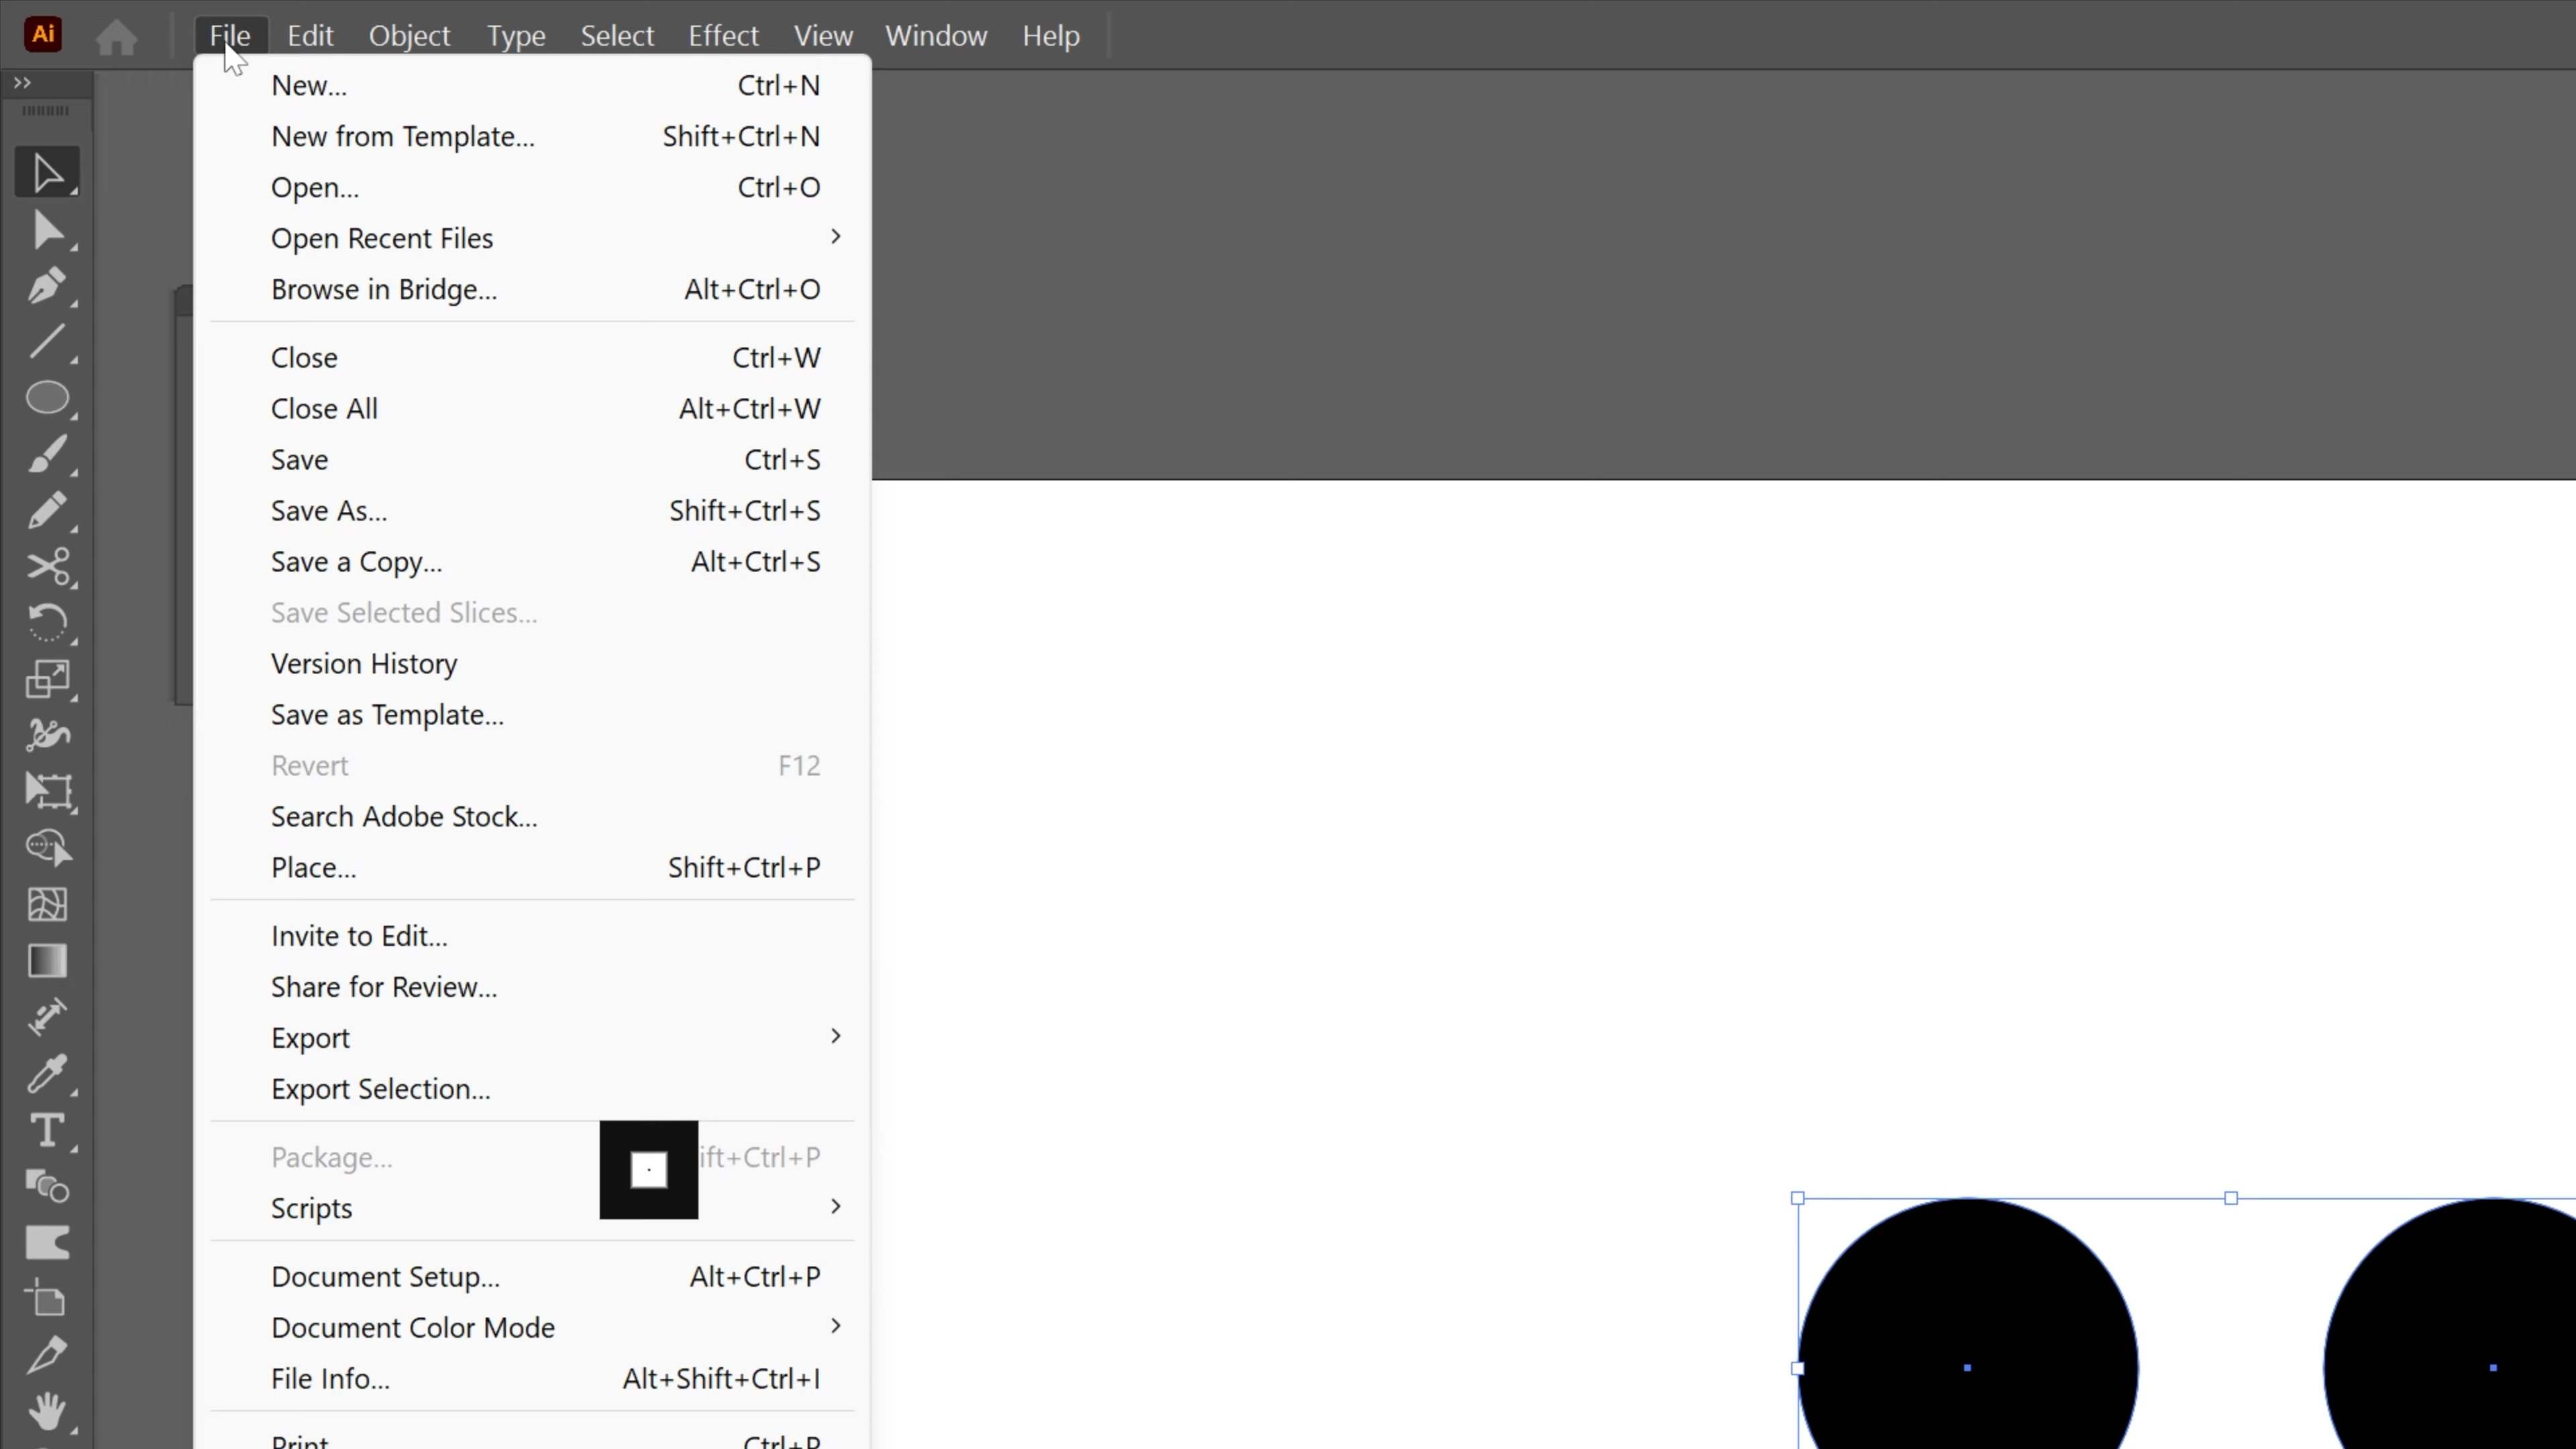 Ai File Edit Object Type Select Effect View Window Help
New... Ctrl+N
New from Template... Shift+Ctrl+N
Open... Ctrl+O
Open Recent Files
Browse in Bridge... Alt+Ctrl+O
Close Ctrl+W
Close All Alt+Ctrl+W
Save Ctrl+S
Save As... Shift+Ctrl+S
Save a Copy... Alt+Ctrl+S
Save Selected Slices...
Version History
Save as Template...
Revert F12
Search Adobe Stock...
Place... Shift+Ctrl+P
Invite to Edit...
Share for Review...
Export
Export Selection...
Package... ift+Ctrl+P
Scripts
Document Setup... Alt+Ctrl+P
Document Color Mode
File Info... Alt+Shift+Ctrl+I
Print Ctrl+P